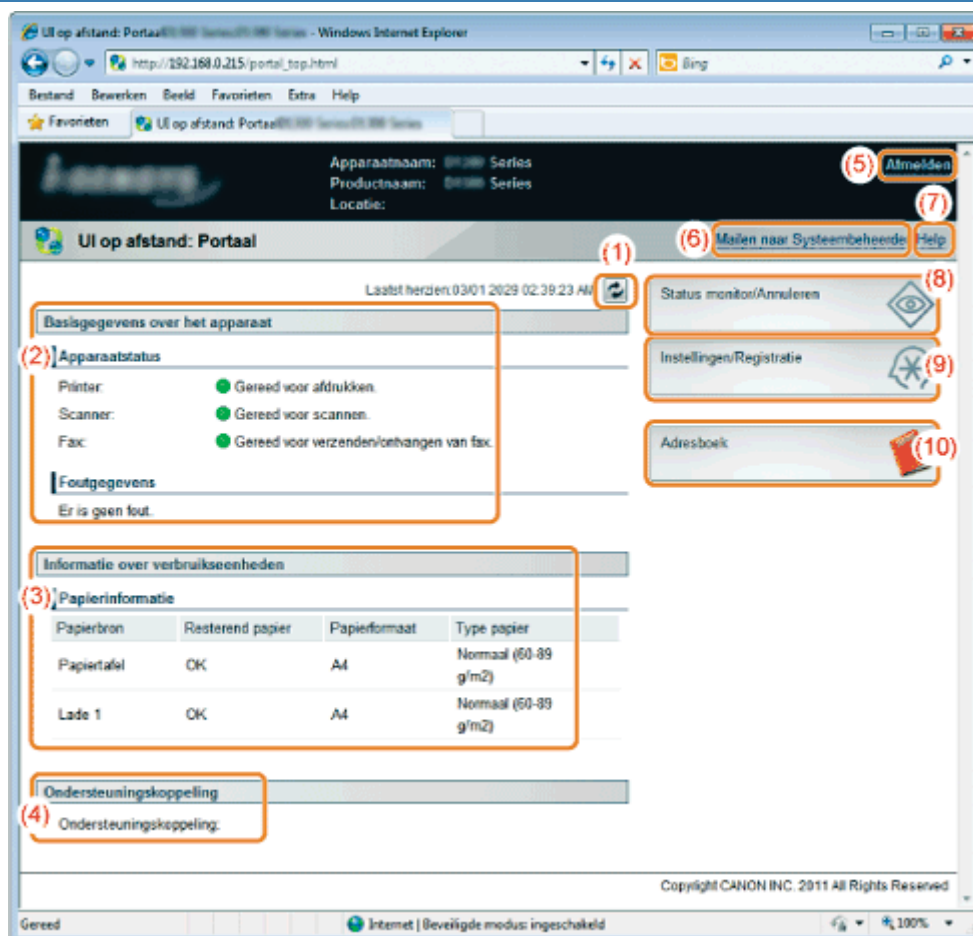 UI op afstand: Portaal - Windows Internet Explorer
http://192.168.0.215/portal_top.html
Bing
Bestand Bewerken Beeld Favorieten Extra Help
Favorieten UI op afstand: Portaal
Apparaatnaam: Series
Productnaam: Series
Locatie:
(5) Afmelden
(7)
UI op afstand: Portaal
(6) Mailen naar Systeembeheerde Help
(1)
Laatst herzien:03/01 2029 02:39:23 AM
(8)
Status monitor/Annuleren
Basisgegevens over het apparaat
(2) Apparaatstatus
Instellingen/Registratie (9)
Printer: Gereed voor afdrukken.
Scanner: Gereed voor scannen.
Fax: Gereed voor verzenden/ontvangen van fax.
Adresboek (10)
Foutgegevens
Er is geen fout.
Informatie over verbruikseenheden
(3) Papierinformatie
Papierbron Resterend papier Papierformaat Type papier
Papiertafel OK A4 Normaal (60-89 g/m2)
Lade 1 OK A4 Normaal (60-89 g/m2)
Ondersteuningskoppeling
(4) Ondersteuningskoppeling:
Copyright CANON INC. 2011 All Rights Reserved
Gereed Internet | Beveiligde modus: ingeschakeld 100%